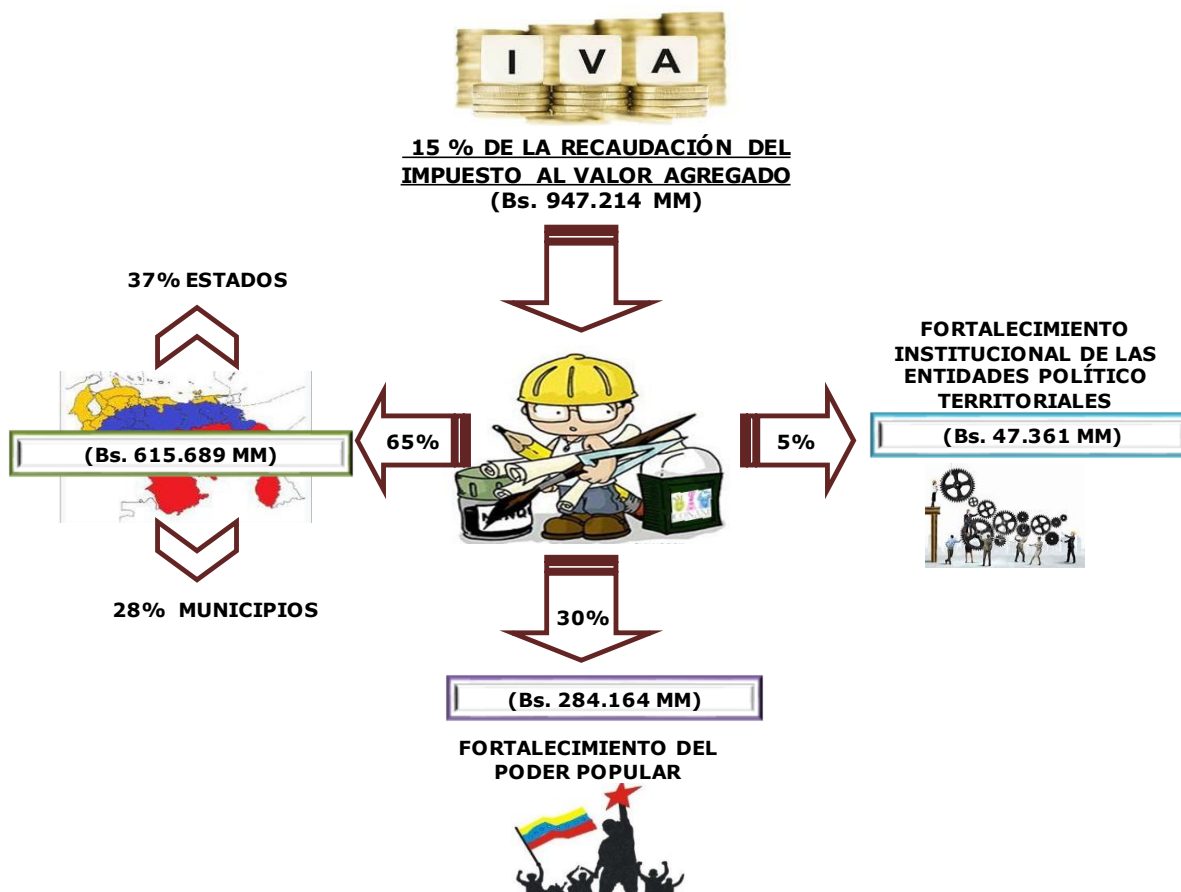 I V A
15 % DE LA RECAUDACIÓN DEL
IMPUESTO AL VALOR AGREGADO
(Bs. 947.214 MM)
37% ESTADOS
(Bs. 615.689 MM)
28% MUNICIPIOS
65%
5%
FORTALECIMIENTO
INSTITUCIONAL DE LAS
ENTIDADES POLÍTICO
TERRITORIALES
(Bs. 47.361 MM)
30%
(Bs. 284.164 MM)
FORTALECIMIENTO DEL
PODER POPULAR